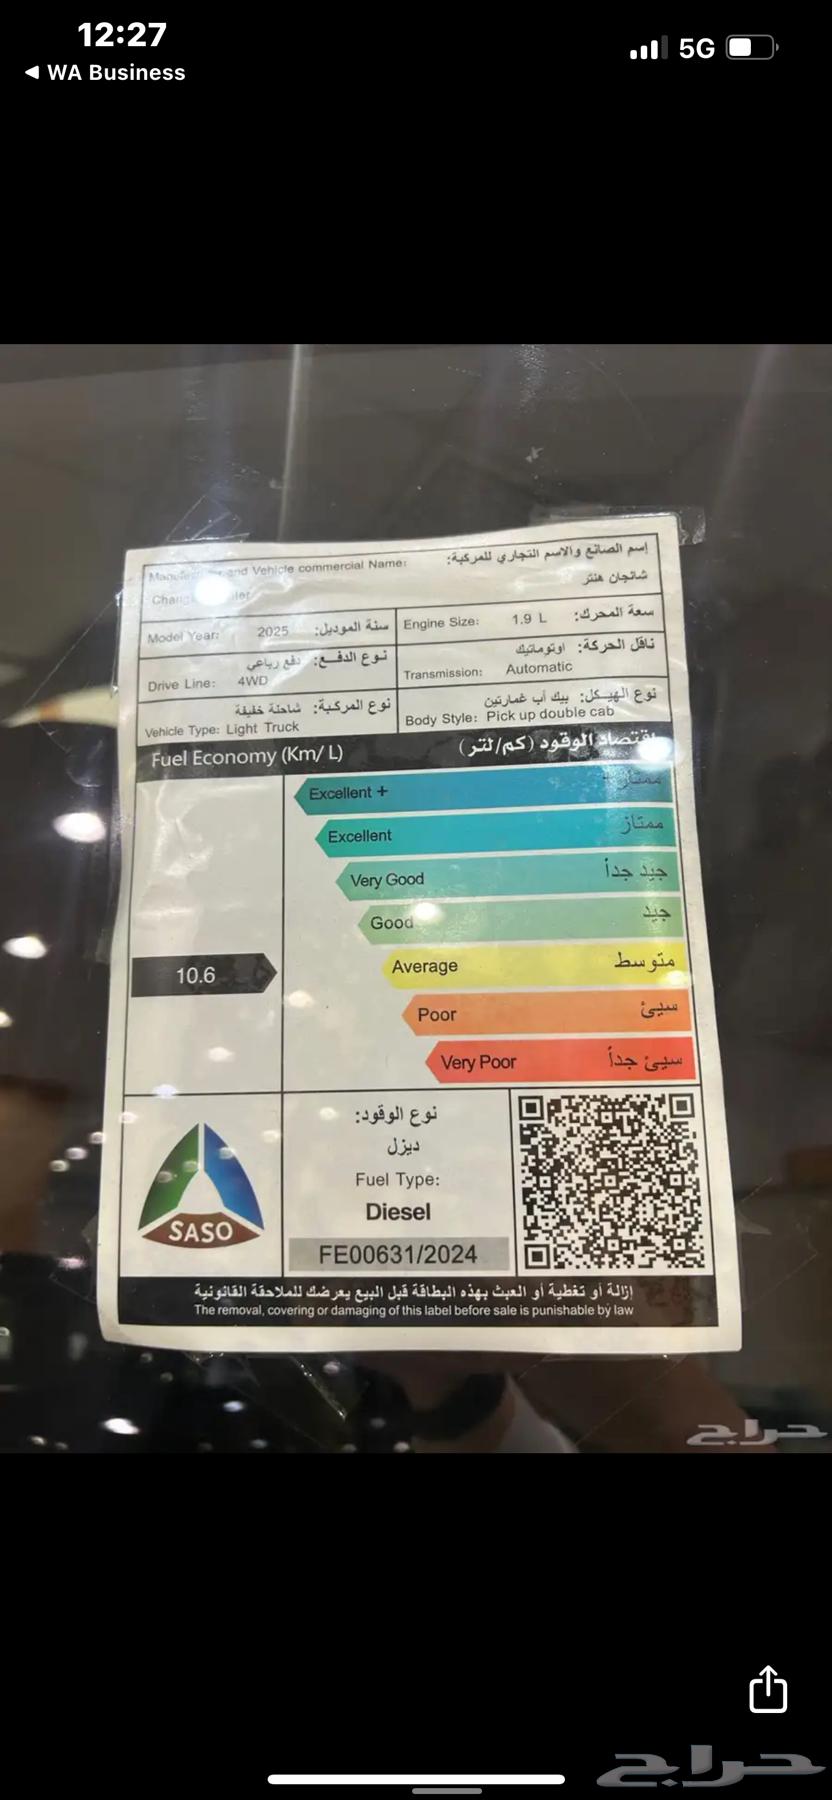 12:27
5G
WA Business
إسم الصانع والاسم التجاري للمركبة:
and Vehicle commercial Name:
شانجان هنتر
سعة المحرك: 1.9 L Engine Size:
سنة الموديل: 2025 Model Year:
ناقل الحركة: اوتوماتيك
Transmission: Automatic
نوع الدفع: دفع رباعي
Drive Line: 4WD
نوع الهيكل: بيك أب غمارتين
Body Style: Pick up double cab
نوع المركبة: شاحنة خفيفة
Vehicle Type: Light Truck
Fuel Economy (Km/ L) اقتصاد الوقود (كم/لتر)
Excellent + ممتاز
Excellent ممتاز
Very Good جيد جداً
Good جيد
10.6
Average متوسط
Poor سيئ
Very Poor سيئ جداً
نوع الوقود:
ديزل
Fuel Type:
Diesel
FE00631/2024
SASO
إزالة أو تغطية أو العبث بهذه البطاقة قبل البيع يعرضك للملاحقة القانونية
The removal, covering or damaging of this label before sale is punishable by law
حراج
حراج